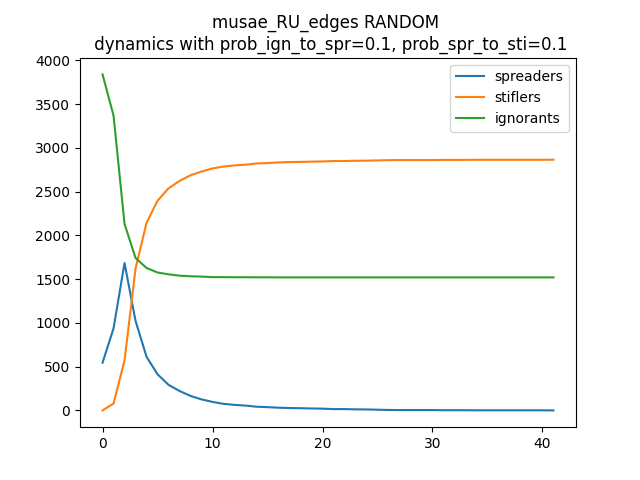 musae_RU_edges RANDOM
dynamics with prob_ign_to_spr=0.1, prob_spr_to_sti=0.1
spreaders
stiflers
ignorants
4000
3500
3000
2500
2000
1500
1000
500
0
0 10 20 30 40